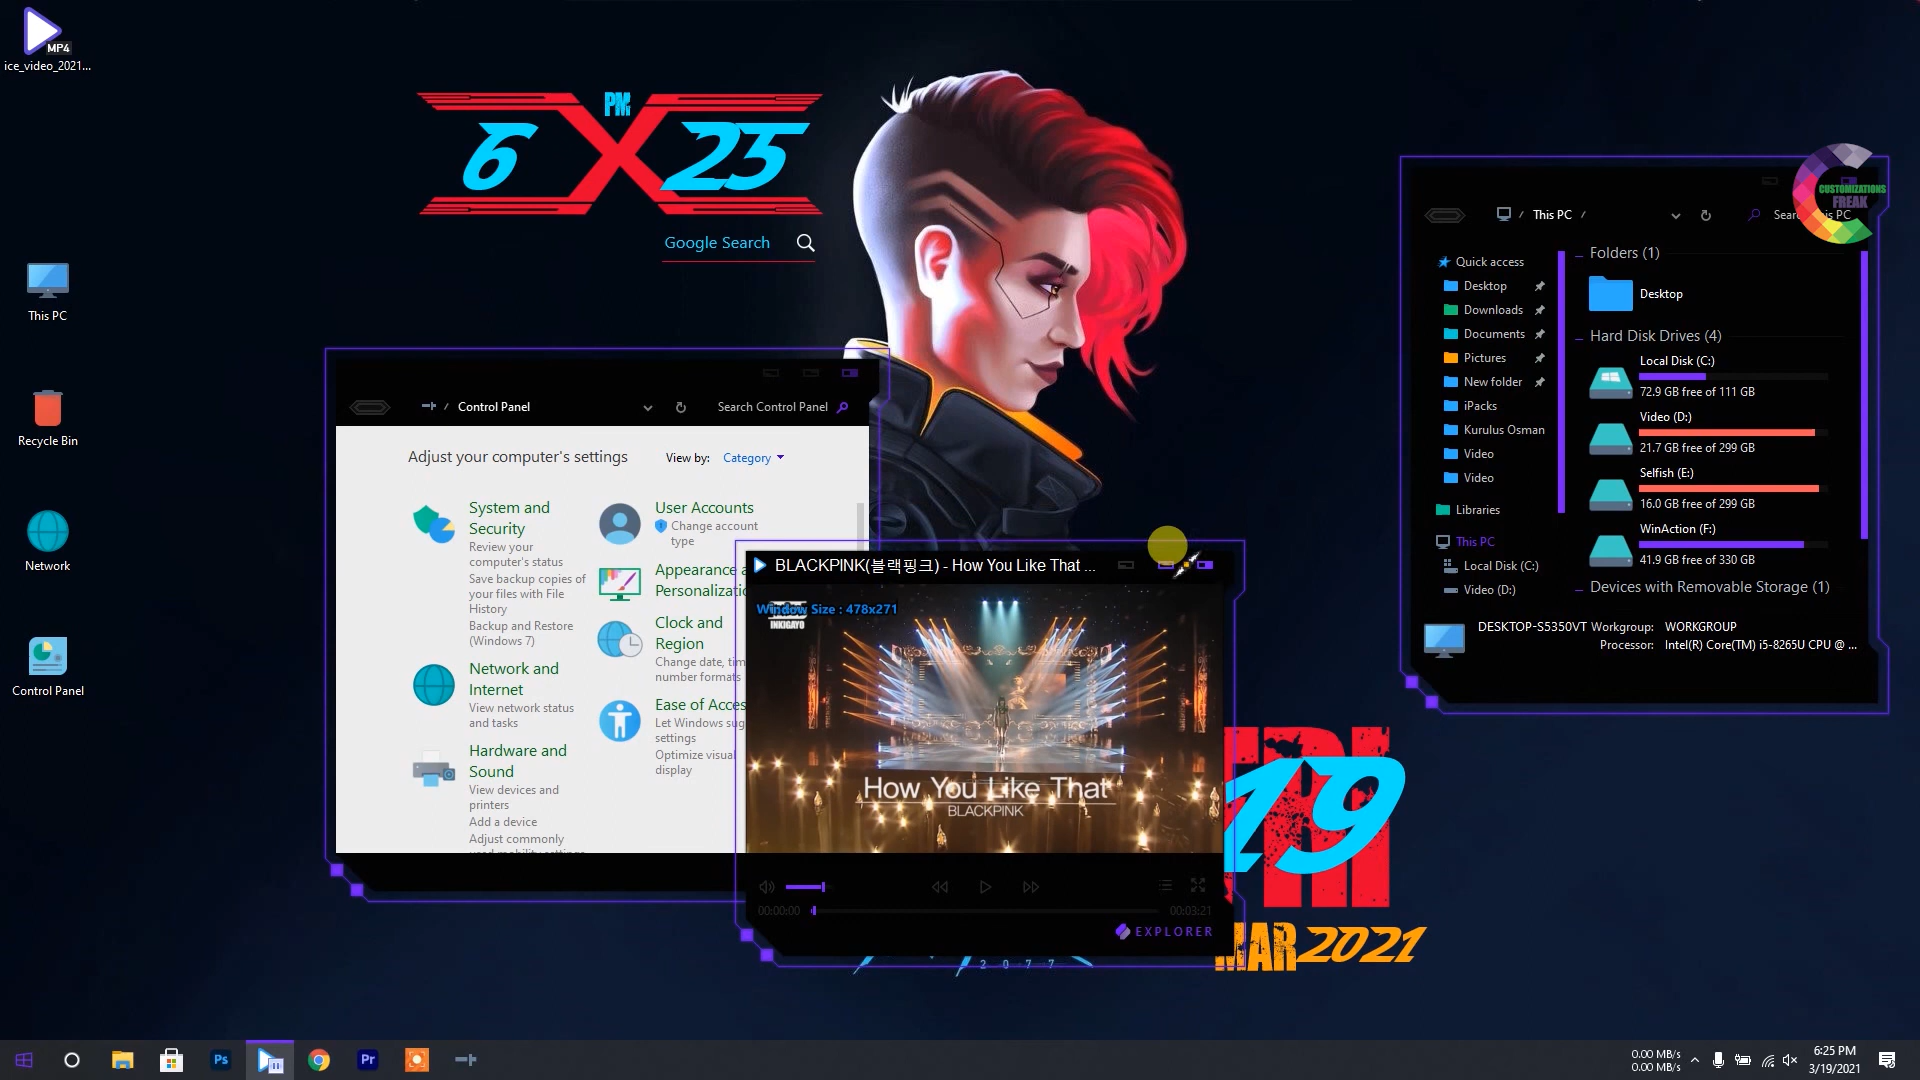 MP4
ice_video_2021...
This PC
Recycle Bin
Network
Control Panel
PM
6 X 25
Google Search
Control Panel
Search Control Panel
Adjust your computer's settings
View by: Category
System and
Security
Review your
computer's status
Save backup copies of
your files with File
History
Backup and Restore
(Windows 7)
Network and
Internet
View network status
and tasks
Hardware and
Sound
View devices and
printers
Add a device
Adjust commonly
User Accounts
Change account
type
Appearance a
Personalizatio
Clock and
Region
Change date, tim
number formats
Ease of Acces
Let Windows sug
settings
Optimize visual
display
BLACKPINK(블랙핑크) - How You Like That ...
Window Size : 478x271
INKIGAYO
How You Like That
BLACKPINK
00:00:00
00:03:21
EXPLORER
2077
19
MAR 2021
/ This PC /
CUSTOMIZATIONS
FREAK
Quick access
Desktop
Downloads
Documents
Pictures
New folder
iPacks
Kurulus Osman
Video
Video
Libraries
This PC
Local Disk (C:)
Video (D:)
Folders (1)
Desktop
Hard Disk Drives (4)
Local Disk (C:)
72.9 GB free of 111 GB
Video (D:)
21.7 GB free of 299 GB
Selfish (E:)
16.0 GB free of 299 GB
WinAction (F:)
41.9 GB free of 330 GB
Devices with Removable Storage (1)
DESKTOP-S5350VT Workgroup: WORKGROUP
Processor: Intel(R) Core(TM) i5-8265U CPU @ ...
Ps
Pr
0.00 MB/s
0.00 MB/s
6:25 PM
3/19/2021